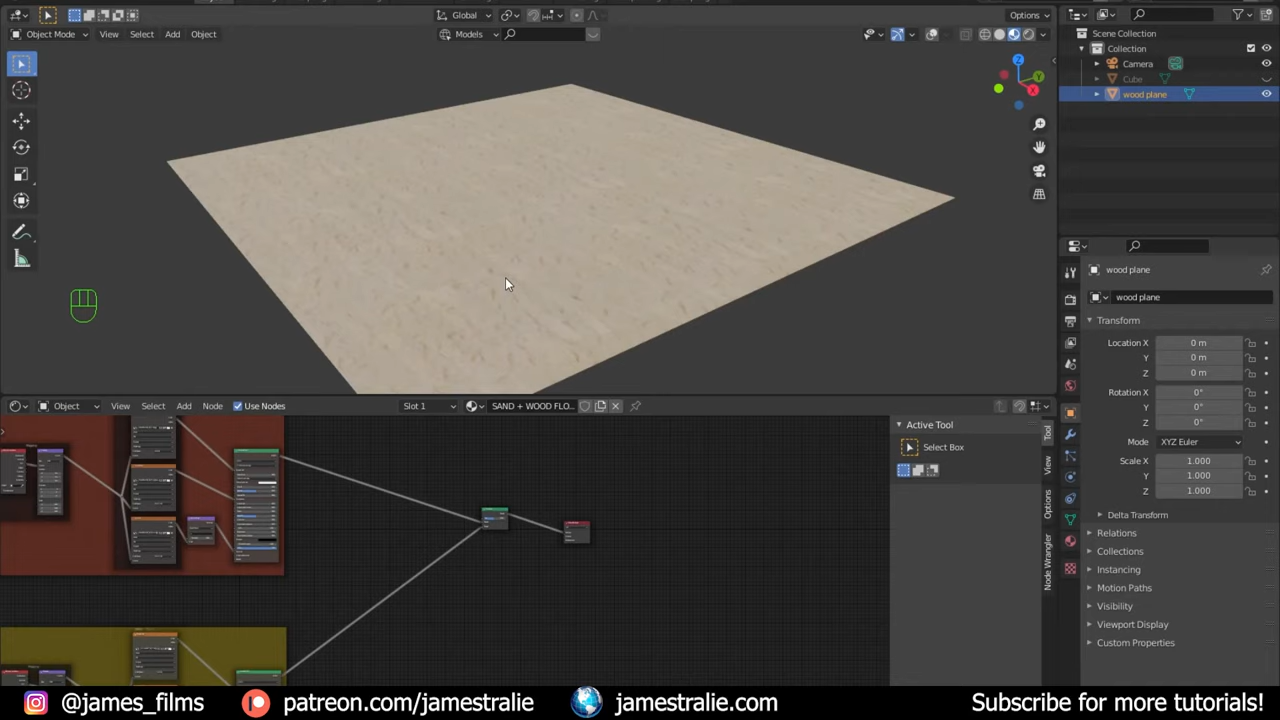 Global
Options
Object Mode
View
Select
Add
Object
Models
Z
Y
X
Scene Collection
Collection
Camera
Cube
wood plane
wood plane
wood plane
Transform
Location X 0 m
Y 0 m
Z 0 m
Rotation X 0°
Y 0°
Z 0°
Mode XYZ Euler
Scale X 1.000
Y 1.000
Z 1.000
Delta Transform
Relations
Collections
Instancing
Motion Paths
Visibility
Viewport Display
Custom Properties
Object
View
Select
Add
Node
Use Nodes
Slot 1
SAND + WOOD FLO...
Active Tool
Select Box
Tool
View
Options
Node Wrangler
@james_films
patreon.com/jamestralie
jamestralie.com
Subscribe for more tutorials!